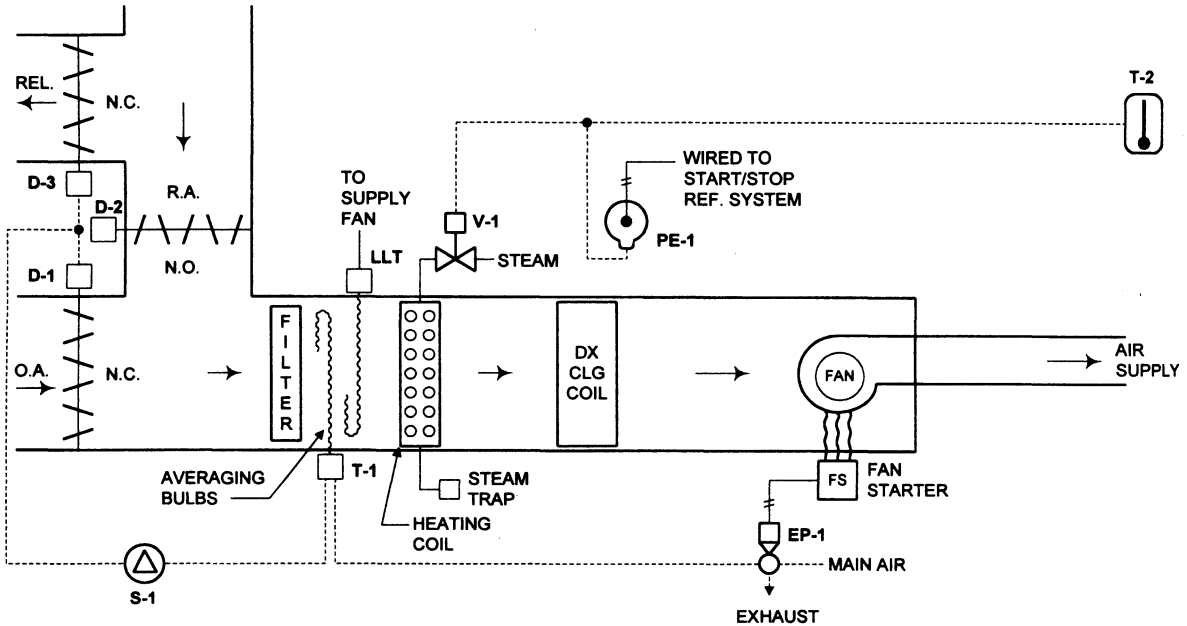 REL.
N.C.
T-2
D-3
R.A.
TO
SUPPLY
FAN
WIRED TO
START/STOP
REF. SYSTEM
D-2
V-1
PE-1
N.O.
LLT
STEAM
D-1
FILTER
O.A.
N.C.
DX
CLG
COIL
FAN
AIR
SUPPLY
AVERAGING
BULBS
T-1
STEAM
TRAP
HEATING
COIL
FS
FAN
STARTER
EP-1
MAIN AIR
S-1
EXHAUST